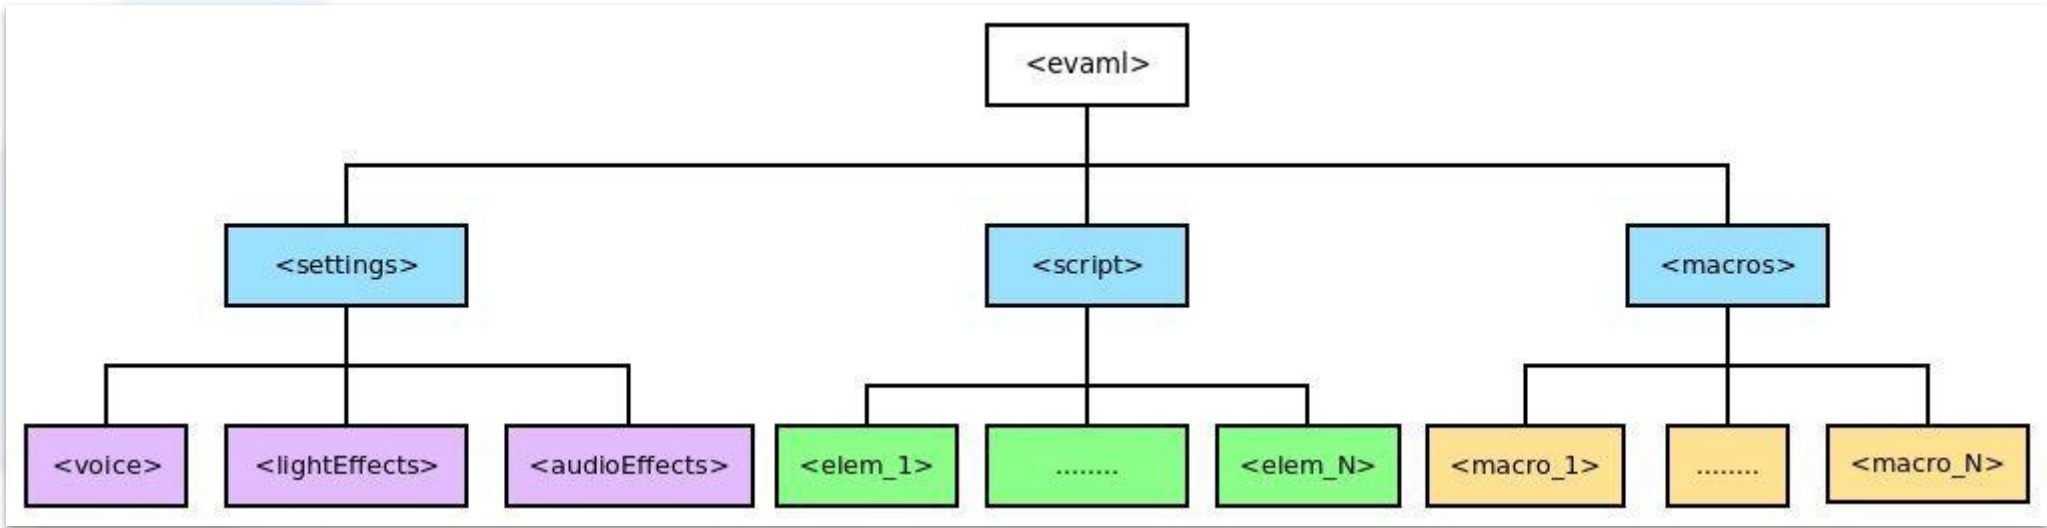 <evaml>
<settings>
<script>
<macros>
<voice>
<lightEffects>
<audioEffects>
<elem_1>
........
<elem_N>
<macro_1>
........
<macro_N>